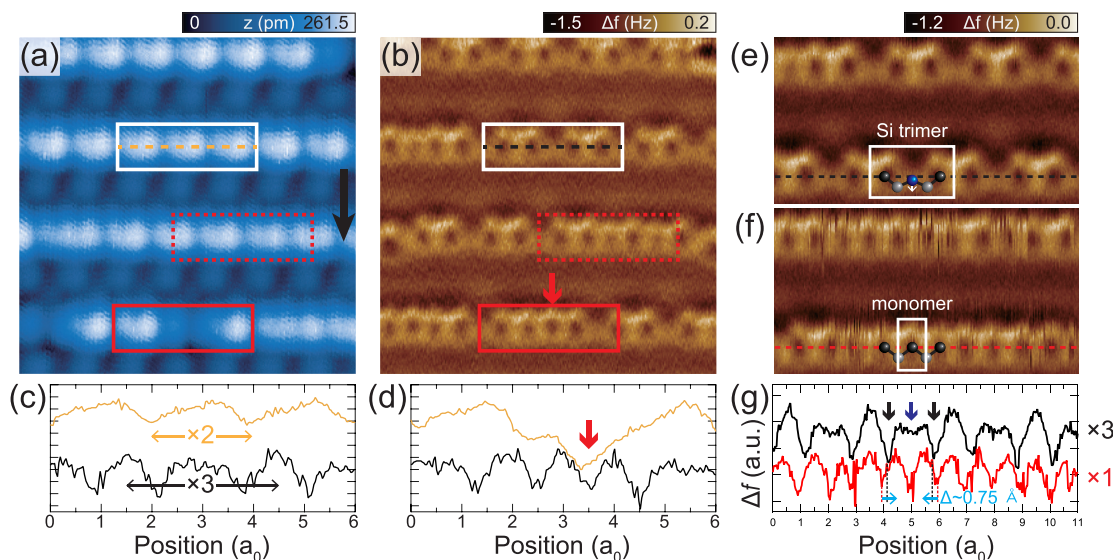 0 z (pm) 261.5
-1.5 Δf (Hz) 0.2
-1.2 Δf (Hz) 0.0
(a)
(b)
(e)
Si trimer
(f)
monomer
(c)
×2
×3
0 1 2 3 4 5 6
Position (a₀)
(d)
0 1 2 3 4 5 6
Position (a₀)
(g)
Δf (a.u.)
×3
×1
Δ~0.75 Å
0 1 2 3 4 5 6 7 8 9 10 11
Position (a₀)